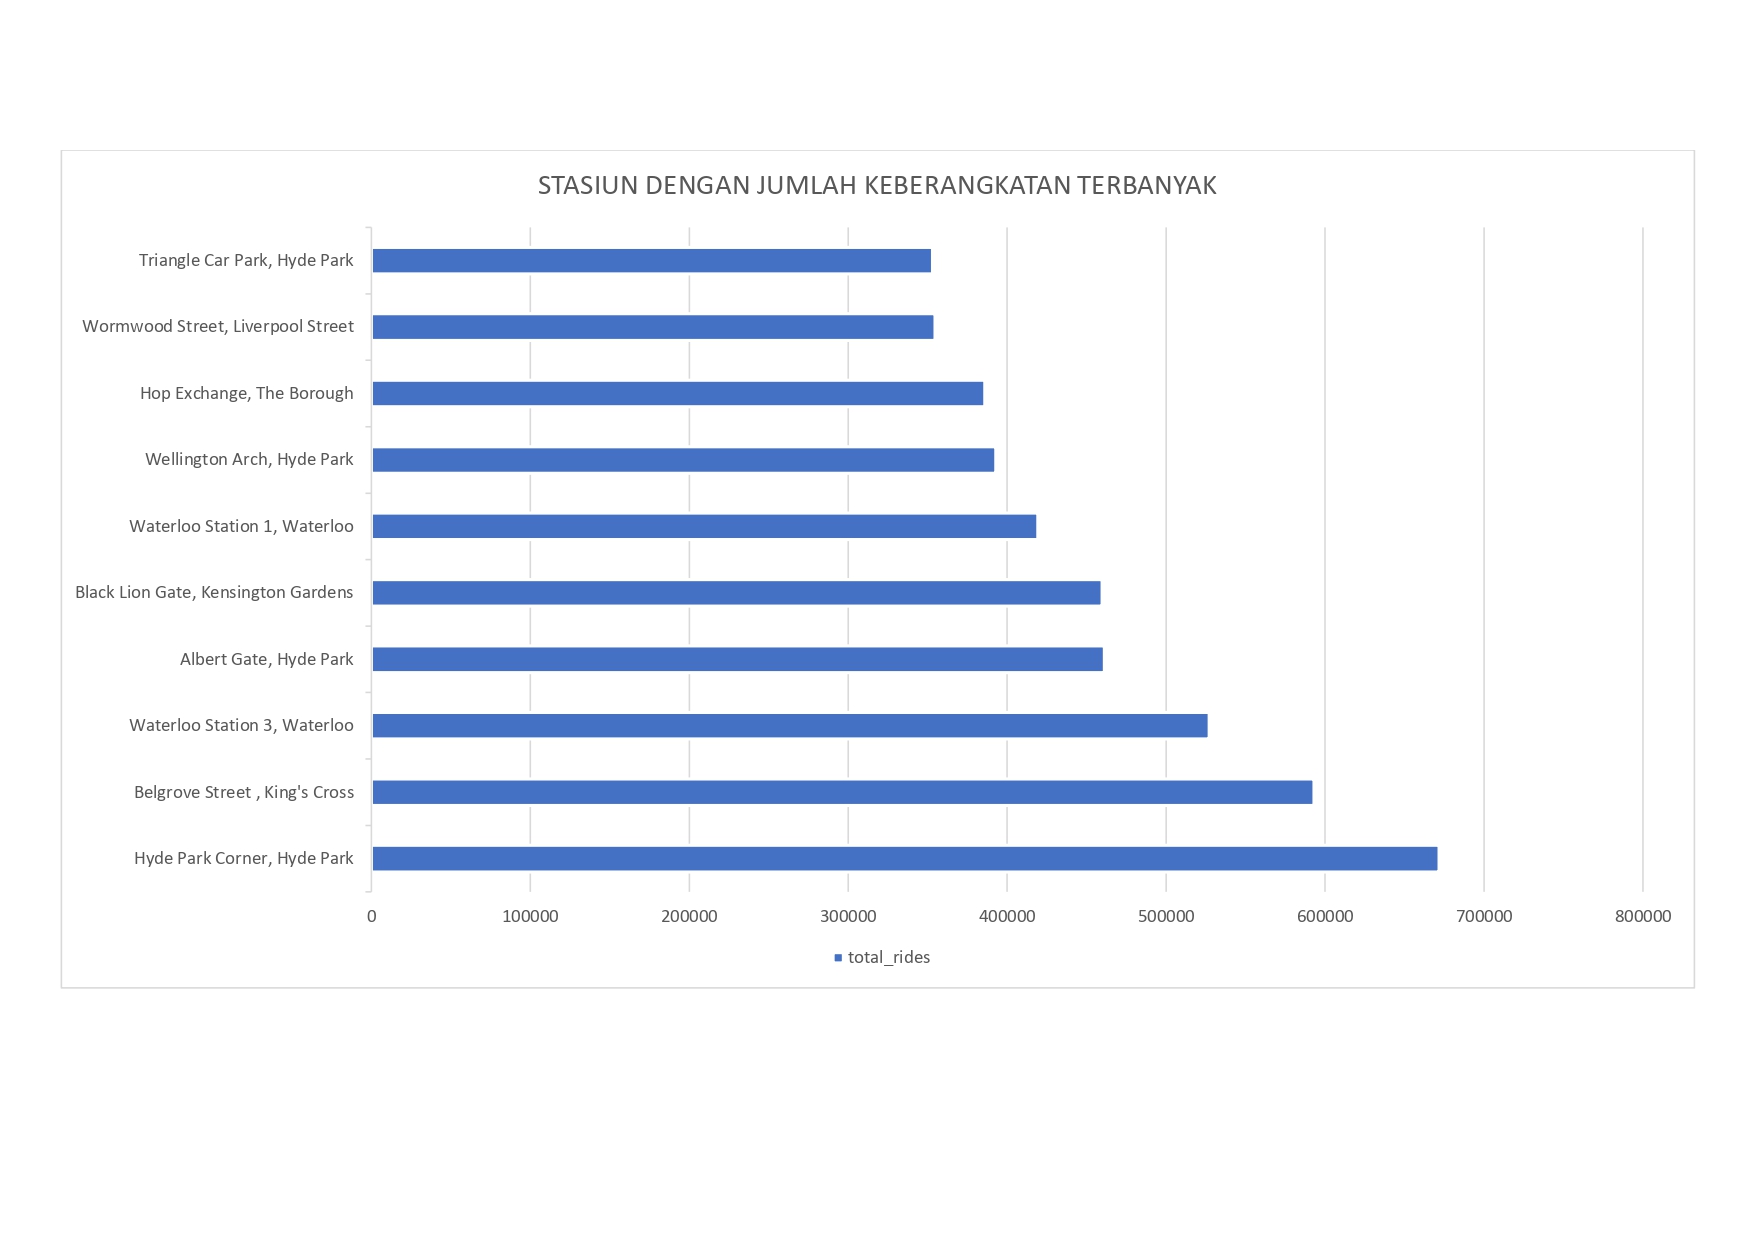 STASIUN DENGAN JUMLAH KEBERANGKATAN TERBANYAK
Triangle Car Park, Hyde Park
Wormwood Street, Liverpool Street
Hop Exchange, The Borough
Wellington Arch, Hyde Park
Waterloo Station 1, Waterloo
Black Lion Gate, Kensington Gardens
Albert Gate, Hyde Park
Waterloo Station 3, Waterloo
Belgrove Street , King's Cross
Hyde Park Corner, Hyde Park
0 100000 200000 300000 400000 500000 600000 700000 800000
total_rides